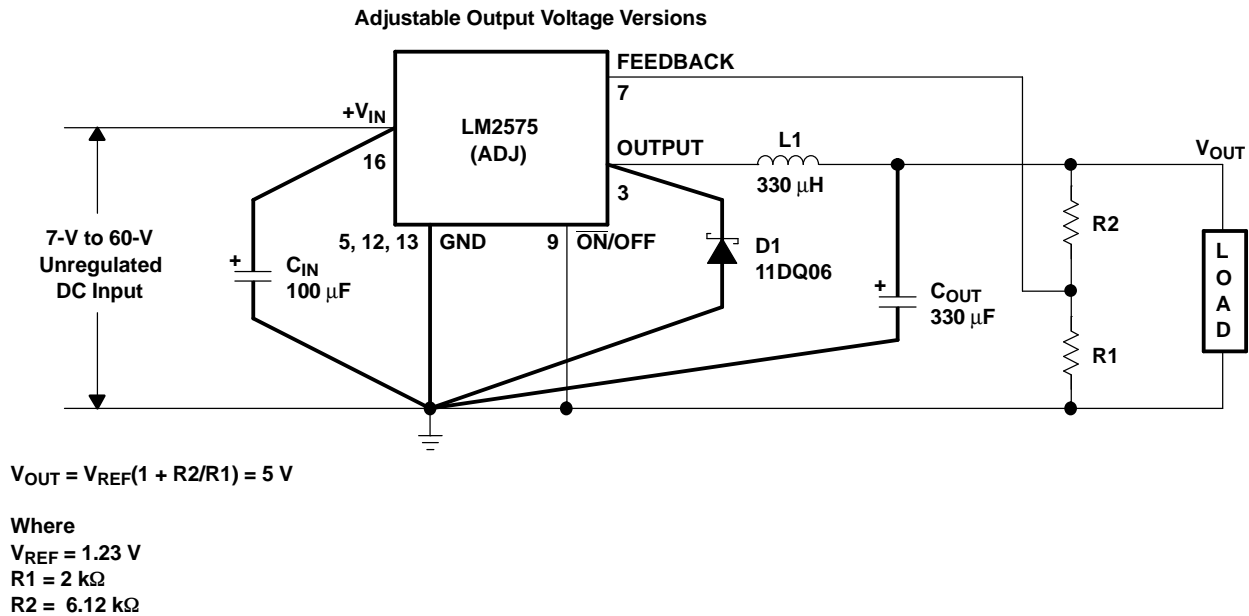 Adjustable Output Voltage Versions
FEEDBACK
7
+VIN
16
LM2575
(ADJ)
OUTPUT
3
L1
330 μH
VOUT
7-V to 60-V
Unregulated
DC Input
+
CIN
100 μF
5, 12, 13
GND
9
ON/OFF
D1
11DQ06
+
COUT
330 μF
R2
R1
L
O
A
D
VOUT = VREF(1 + R2/R1) = 5 V
Where
VREF = 1.23 V
R1 = 2 kΩ
R2 = 6.12 kΩ